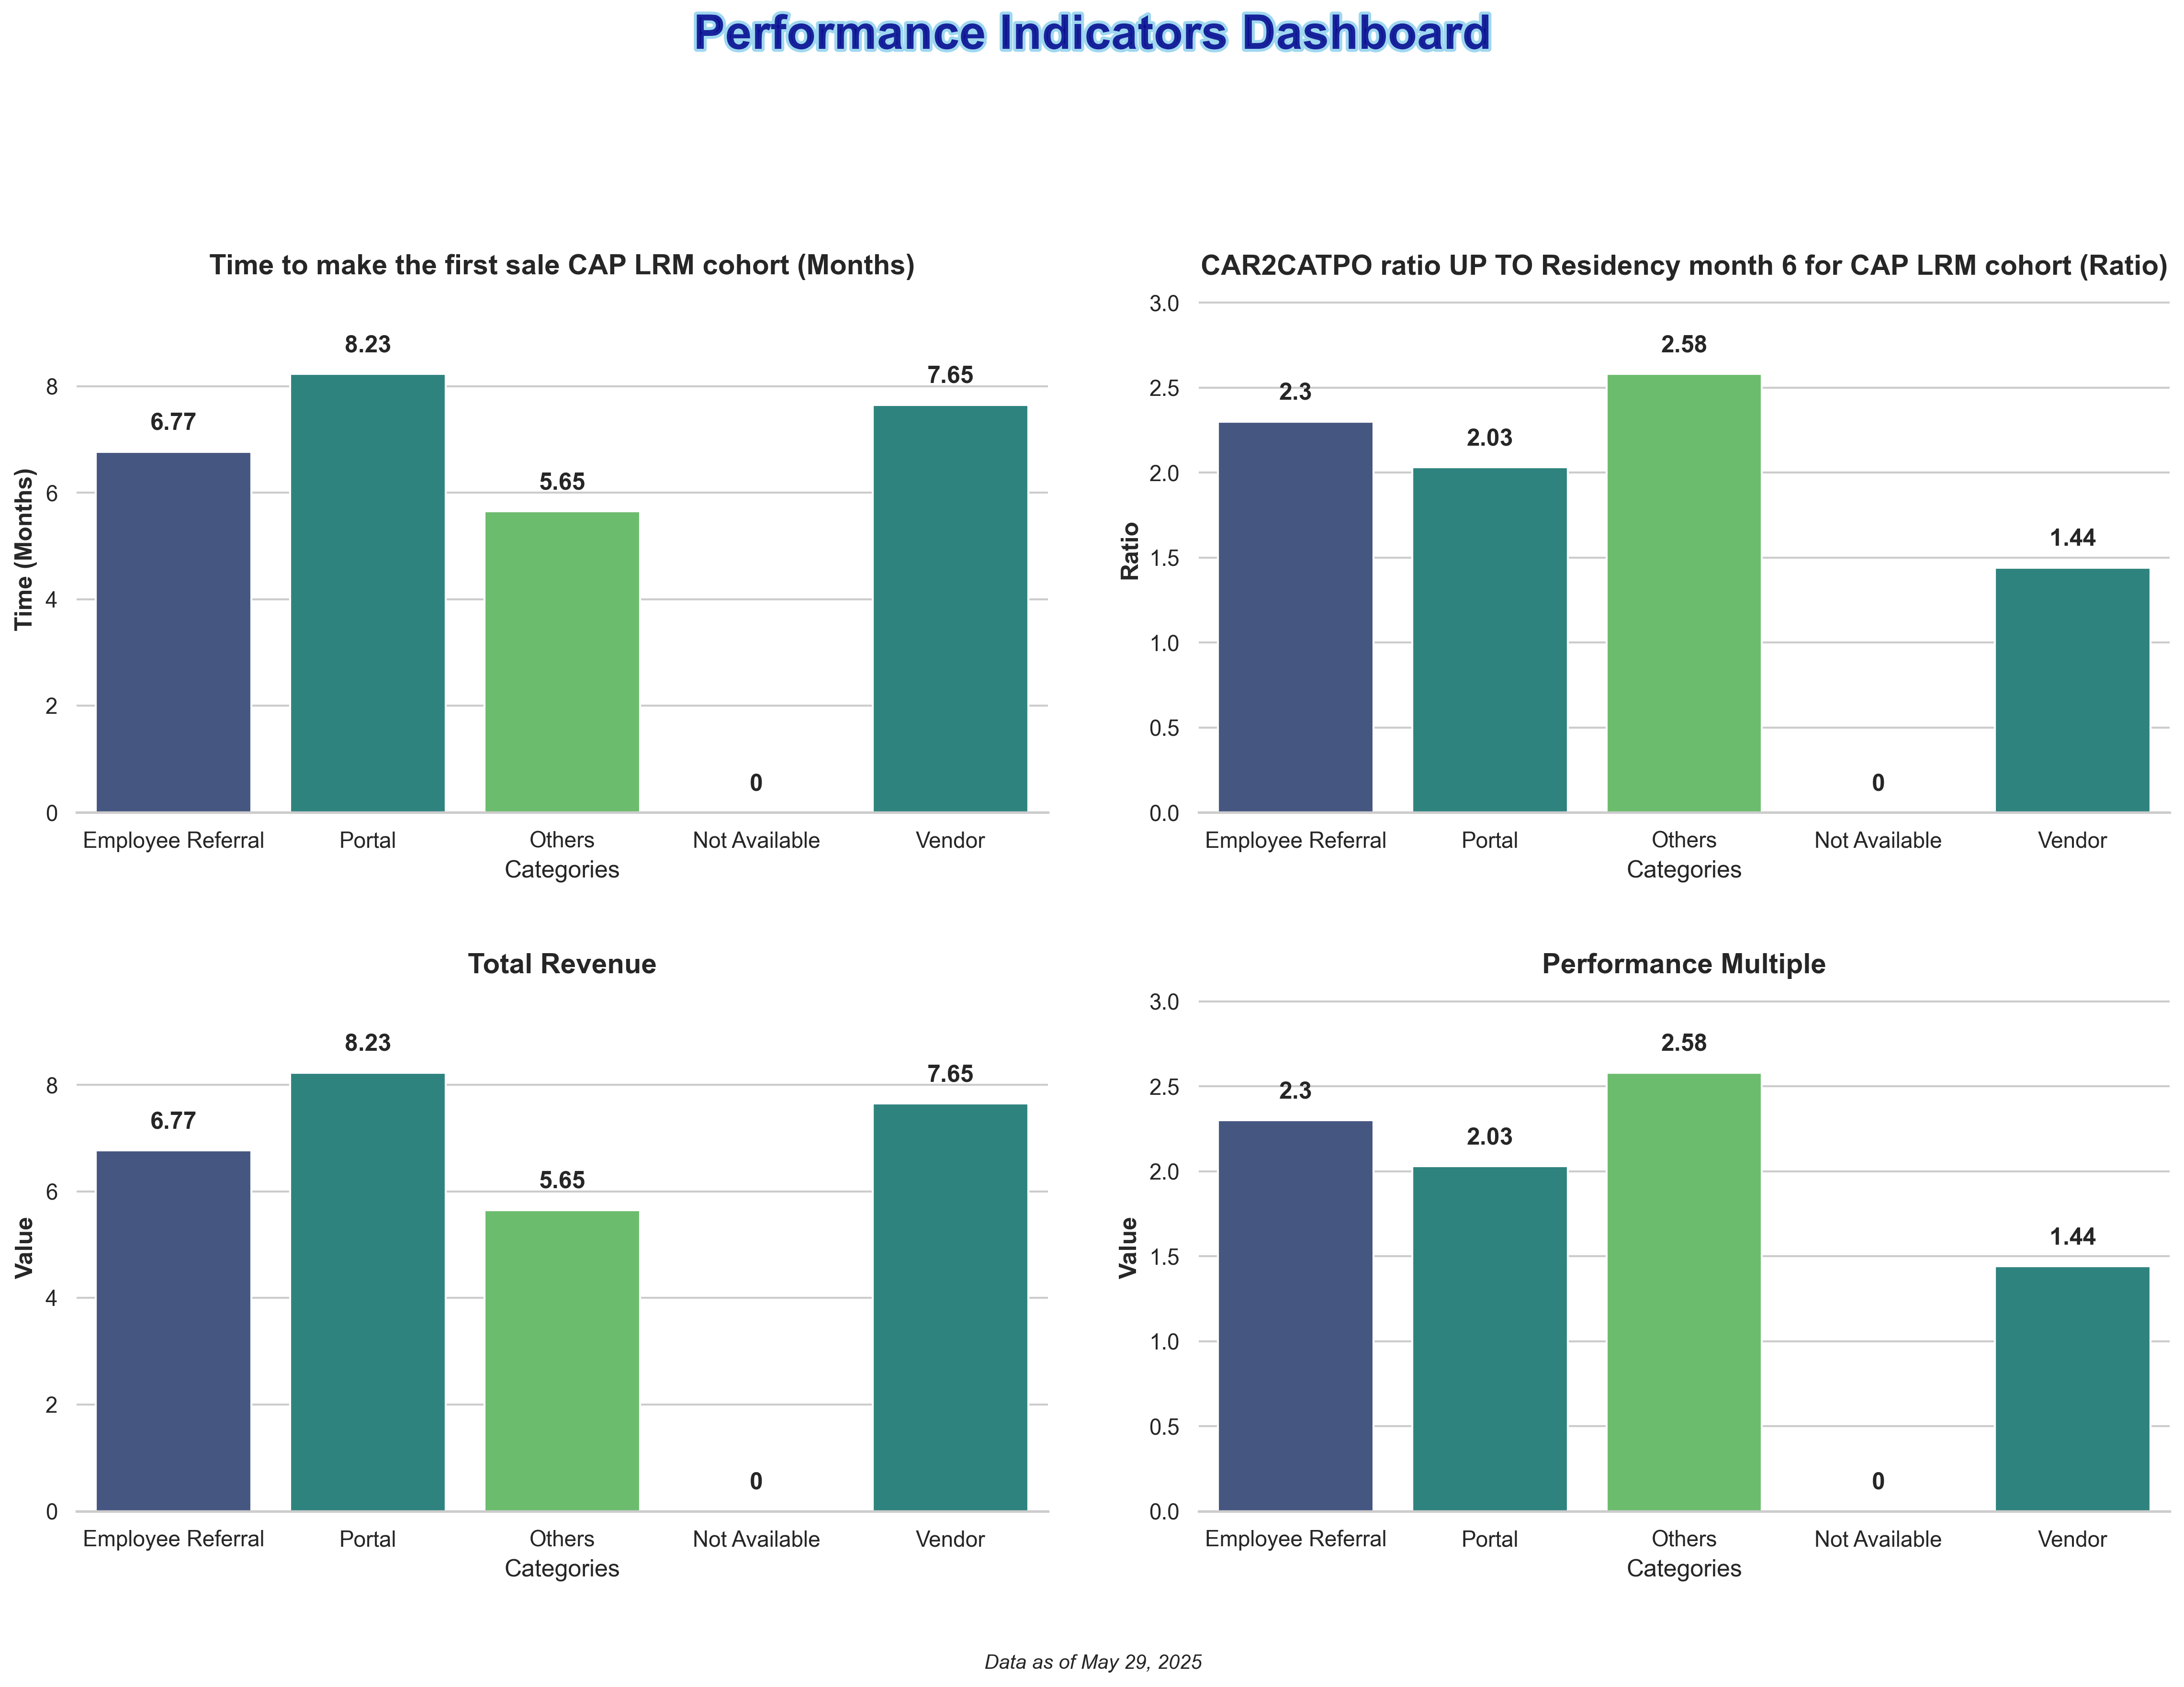 Performance Indicators Dashboard
Time to make the first sale CAP LRM cohort (Months)
8.23
7.65
6.77
5.65
0
8
6
4
2
0
Time (Months)
Employee Referral Portal Others Not Available Vendor
Categories
CAR2CATPO ratio UP TO Residency month 6 for CAP LRM cohort (Ratio)
3.0
2.5
2.0
1.5
1.0
0.5
0.0
Ratio
2.3
2.03
2.58
0
1.44
Employee Referral Portal Others Not Available Vendor
Categories
Total Revenue
8.23
7.65
6.77
5.65
0
8
6
4
2
0
Value
Employee Referral Portal Others Not Available Vendor
Categories
Performance Multiple
3.0
2.5
2.0
1.5
1.0
0.5
0.0
Value
2.3
2.03
2.58
0
1.44
Employee Referral Portal Others Not Available Vendor
Categories
Data as of May 29, 2025